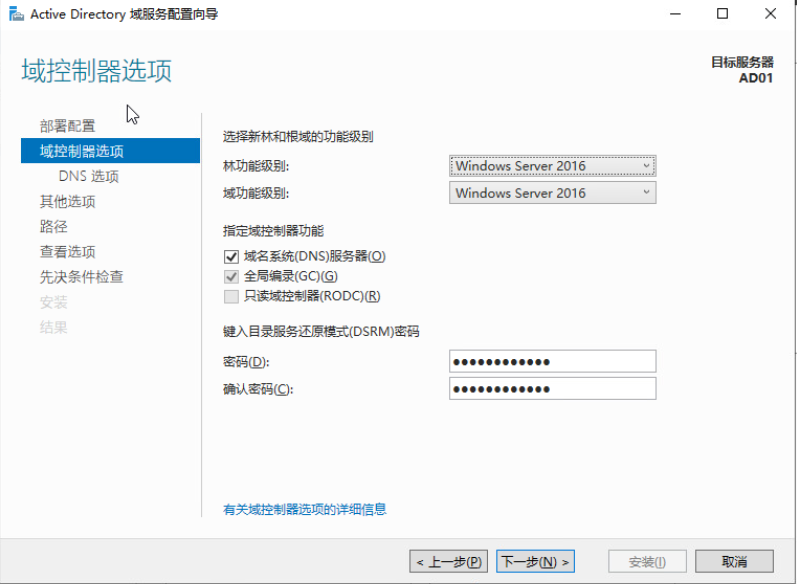 Active Directory 域服务配置向导
域控制器选项
目标服务器
AD01
部署配置
域控制器选项
DNS 选项
其他选项
路径
查看选项
先决条件检查
安装
结果
选择新林和根域的功能级别
林功能级别: Windows Server 2016
域功能级别: Windows Server 2016
指定域控制器功能
域名系统(DNS)服务器(O)
全局编录(GC)(G)
只读域控制器(RODC)(R)
键入目录服务还原模式(DSRM)密码
密码(D): ●●●●●●●●●●●●
确认密码(C): ●●●●●●●●●●●●
有关域控制器选项的详细信息
< 上一步(P) 下一步(N) > 安装(I) 取消